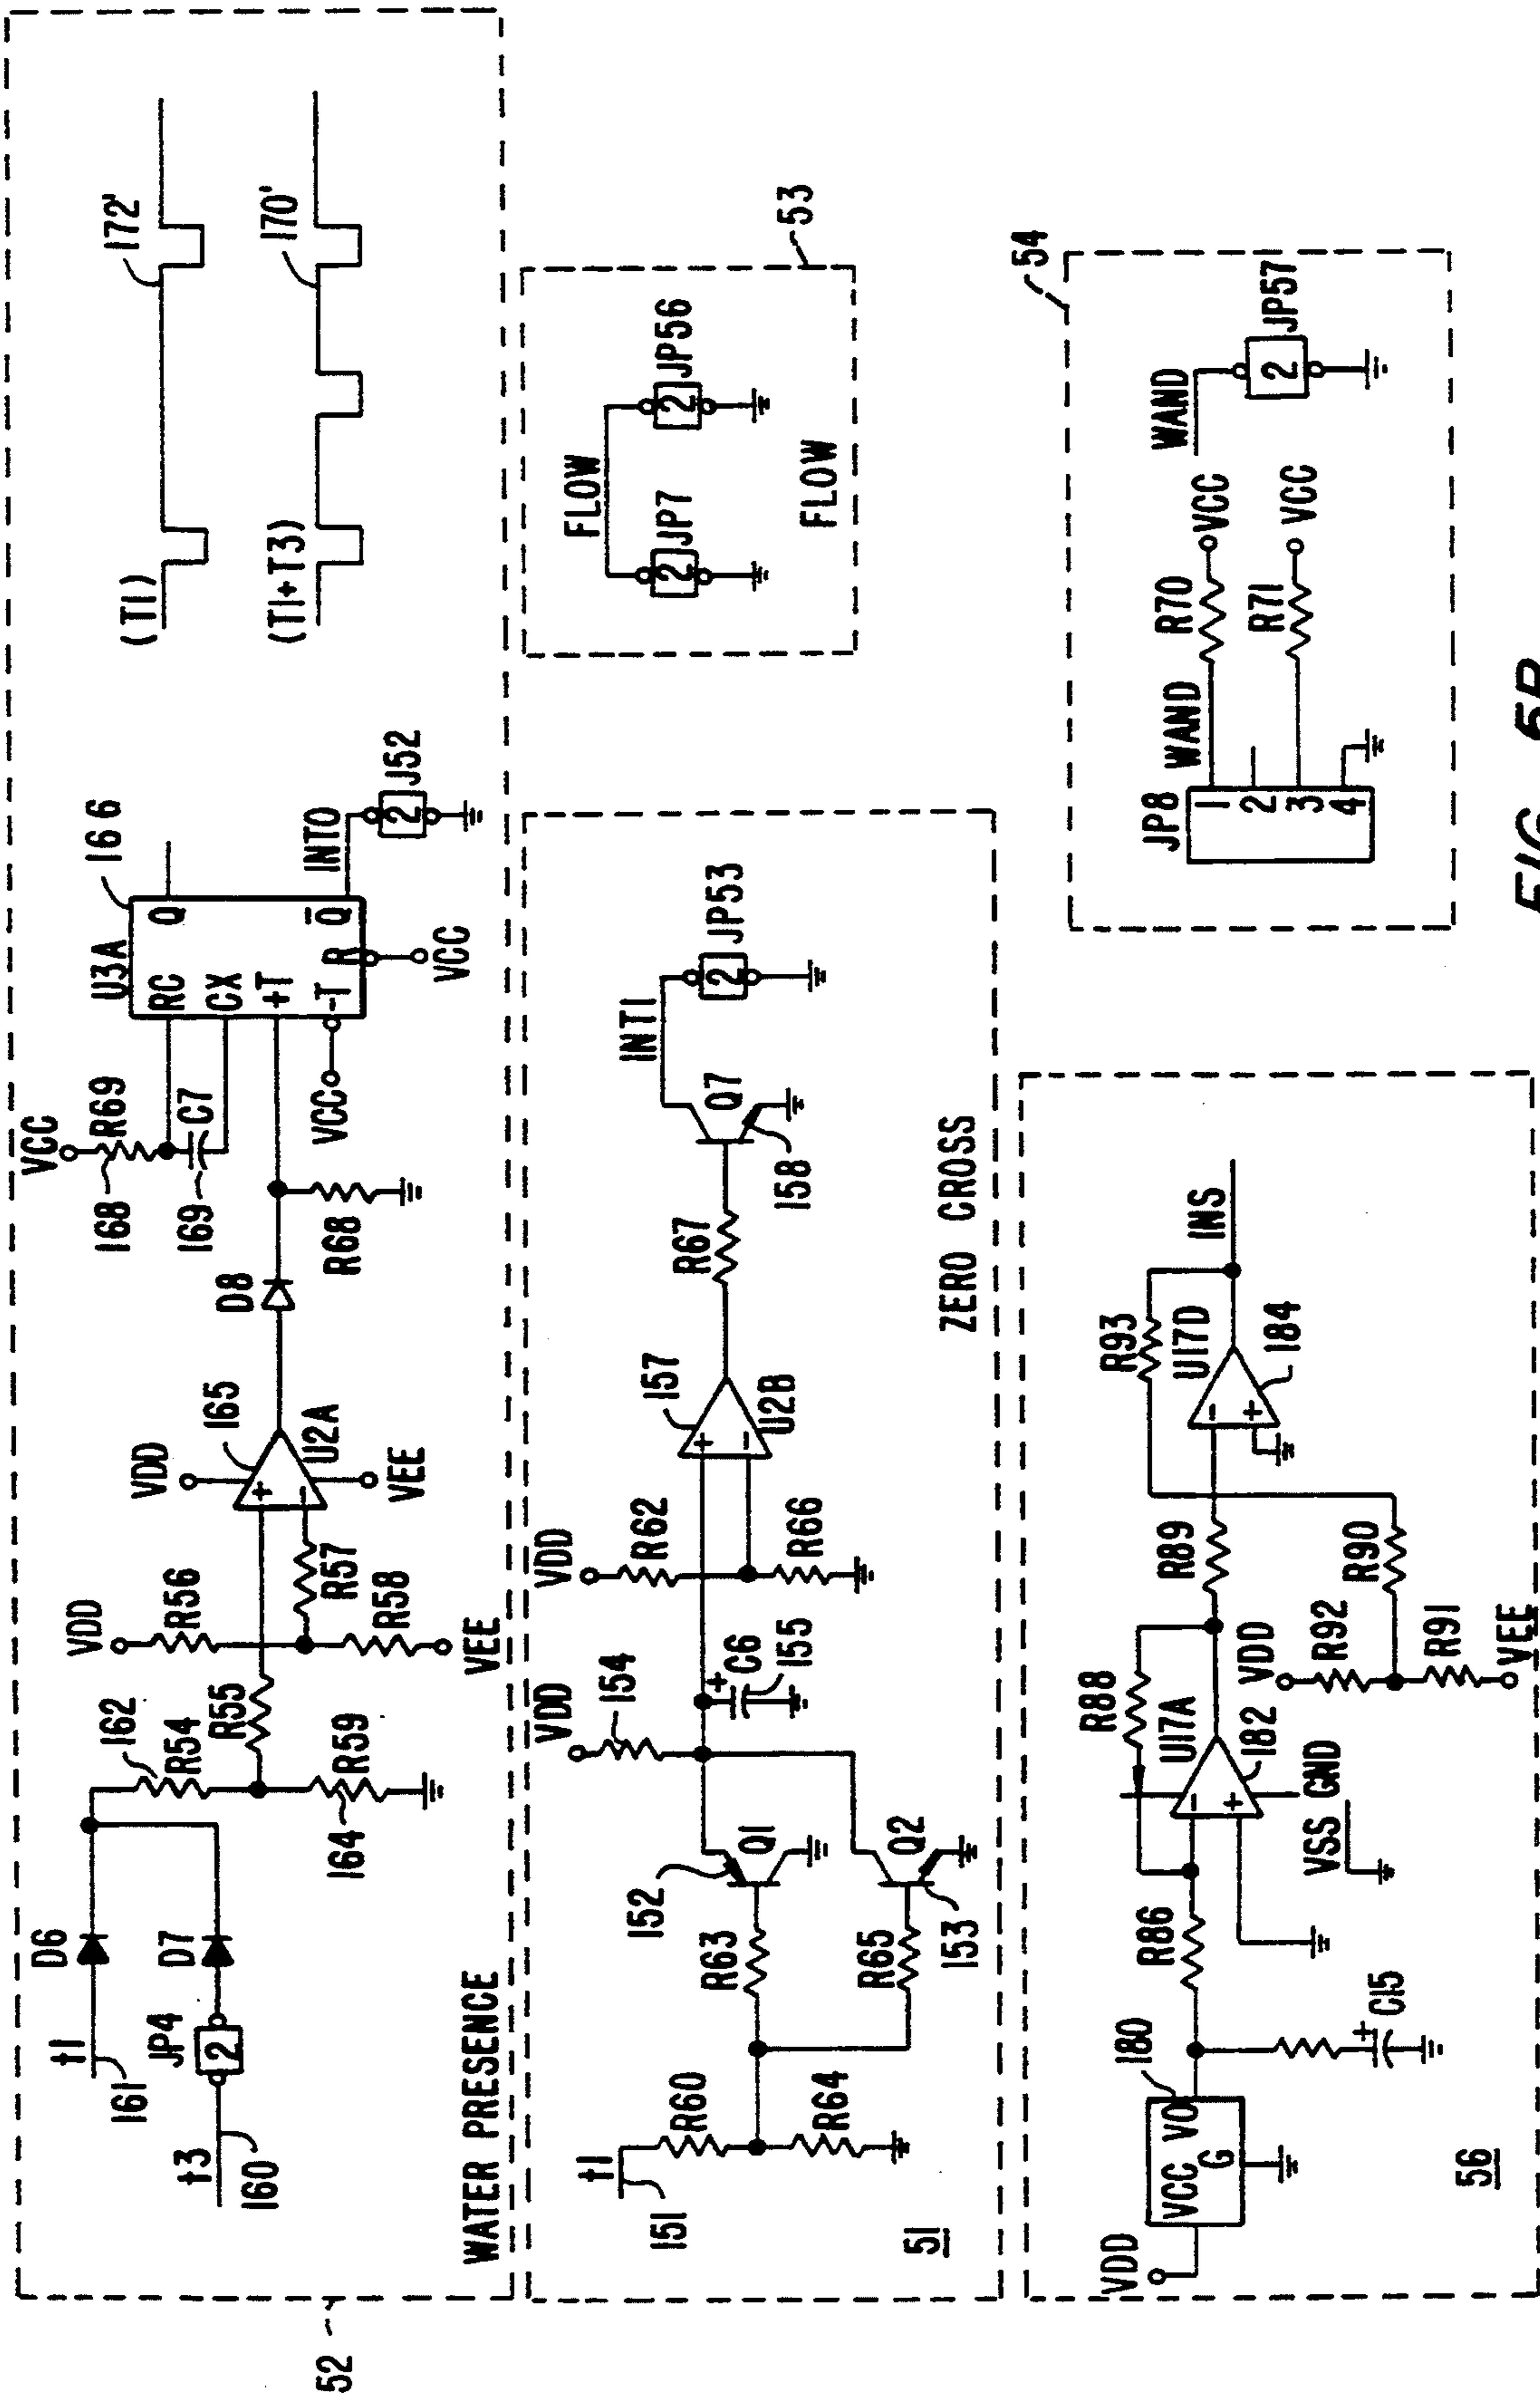 52
WATER PRESENCE
t3
160
t1
161
JP4
2
D6
D7
162
R54
R55
164
R59
VDD
R56
R57
R58
VEE
VDD
165
+
-
U2A
VEE
D8
R68
VCC
168
R69
169
C7
VCC
U3A
166
RC
CX
+T
-T
R
Q
Q̅
VCC
INT0
2
J52
(T1)
172'
(T1+T3)
170'
51
t1
151
R60
R64
R63
R65
152
Q1
153
Q2
VDD
154
+
C6
155
VDD
R62
R66
157
+
-
U2B
R67
Q7
158
INT1
2
JP53
ZERO CROSS
53
FLOW
2
JP7
2
JP56
FLOW
56
VDD
180
VCC VO
G
R86
+
C15
R88
U17A
-
+
182
VSS GND
R89
VDD
R92
R91
VEE
R90
R93
U17D
-
+
184
INS
54
JP8
1
2
3
4
WAND
R70
VCC
R71
VCC
WAND
2
JP57